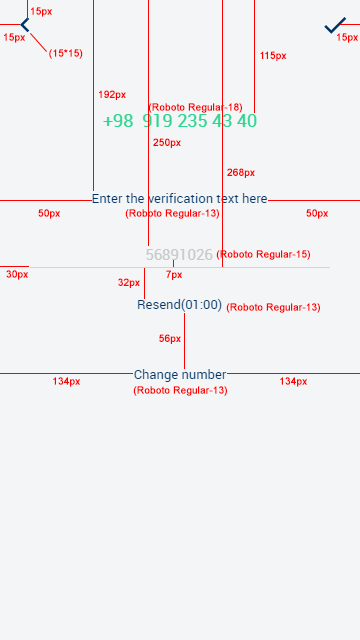 15px
15px
15px
(15*15)
115px
192px
(Roboto Regular-18)
+98 919 235 43 40
250px
268px
Enter the verification text here
50px
(Roboto Regular-13)
50px
56891026
(Roboto Regular-15)
30px
7px
32px
Resend(01:00)
(Roboto Regular-13)
56px
Change number
134px
134px
(Roboto Regular-13)